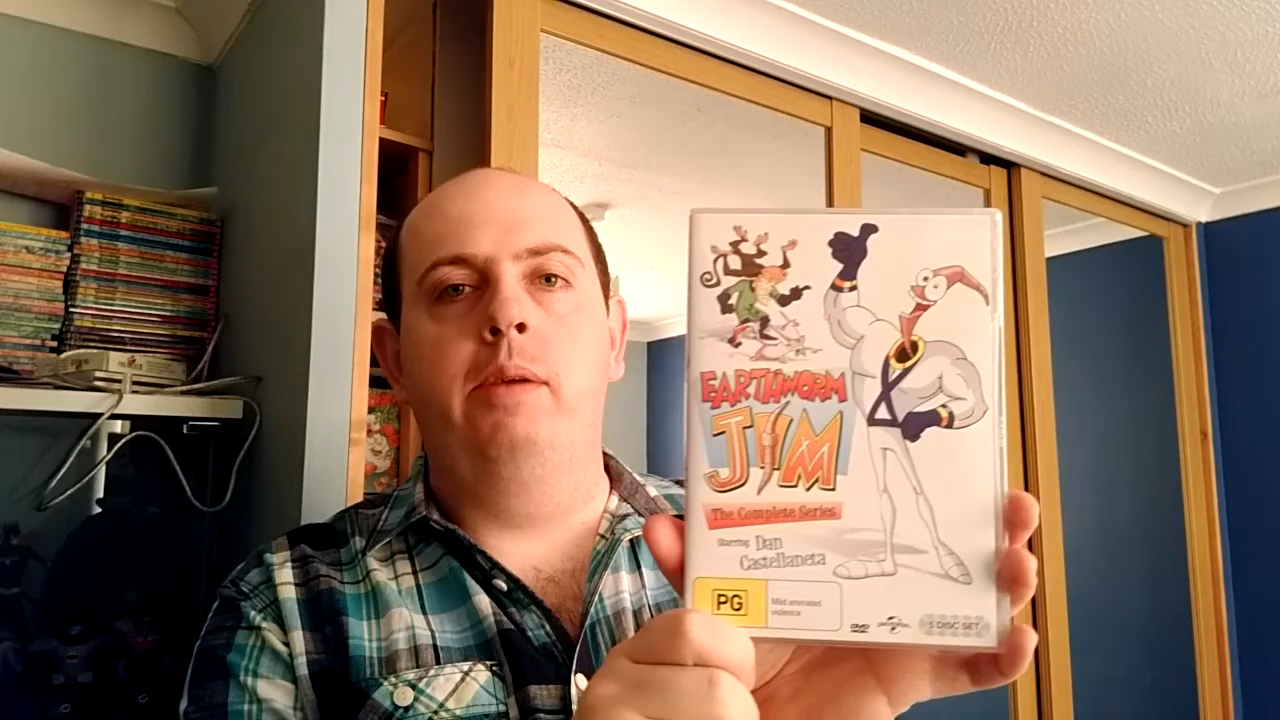 EARTHWORM
JIM
The Complete Series
Starring Dan
Castellaneta
PG
Mild animated
violence
DVD
UNIVERSAL
5 DISC SET